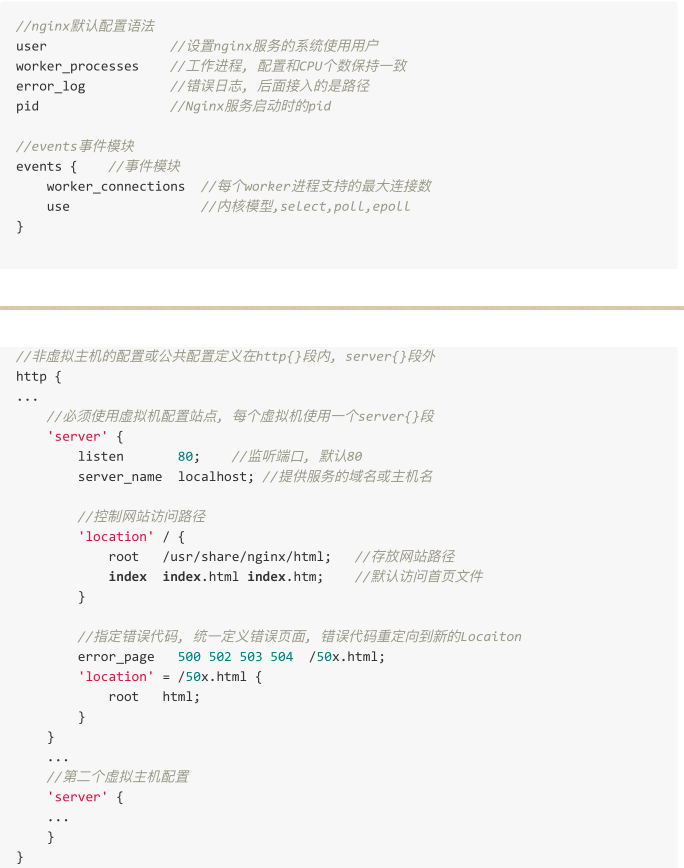 //nginx默认配置语法
user                //设置nginx服务的系统使用用户
worker_processes    //工作进程, 配置和CPU个数保持一致
error_log           //错误日志, 后面接入的是路径
pid                 //Nginx服务启动时的pid
//events事件模块
events {    //事件模块
    worker_connections  //每个worker进程支持的最大连接数
    use                 //内核模型,select,poll,epoll
}
//非虚拟主机的配置或公共配置定义在http{}段内, server{}段外
http {
...
    //必须使用虚拟机配置站点, 每个虚拟机使用一个server{}段
    'server' {
        listen       80;    //监听端口, 默认80
        server_name  localhost; //提供服务的域名或主机名
        //控制网站访问路径
        'location' / {
            root   /usr/share/nginx/html;   //存放网站路径
            index  index.html index.htm;    //默认访问首页文件
        }
        //指定错误代码, 统一定义错误页面, 错误代码重定向到新的Locaiton
        error_page   500 502 503 504  /50x.html;
        'location' = /50x.html {
            root   html;
        }
    }
    ...
    //第二个虚拟主机配置
    'server' {
    ...
    }
}